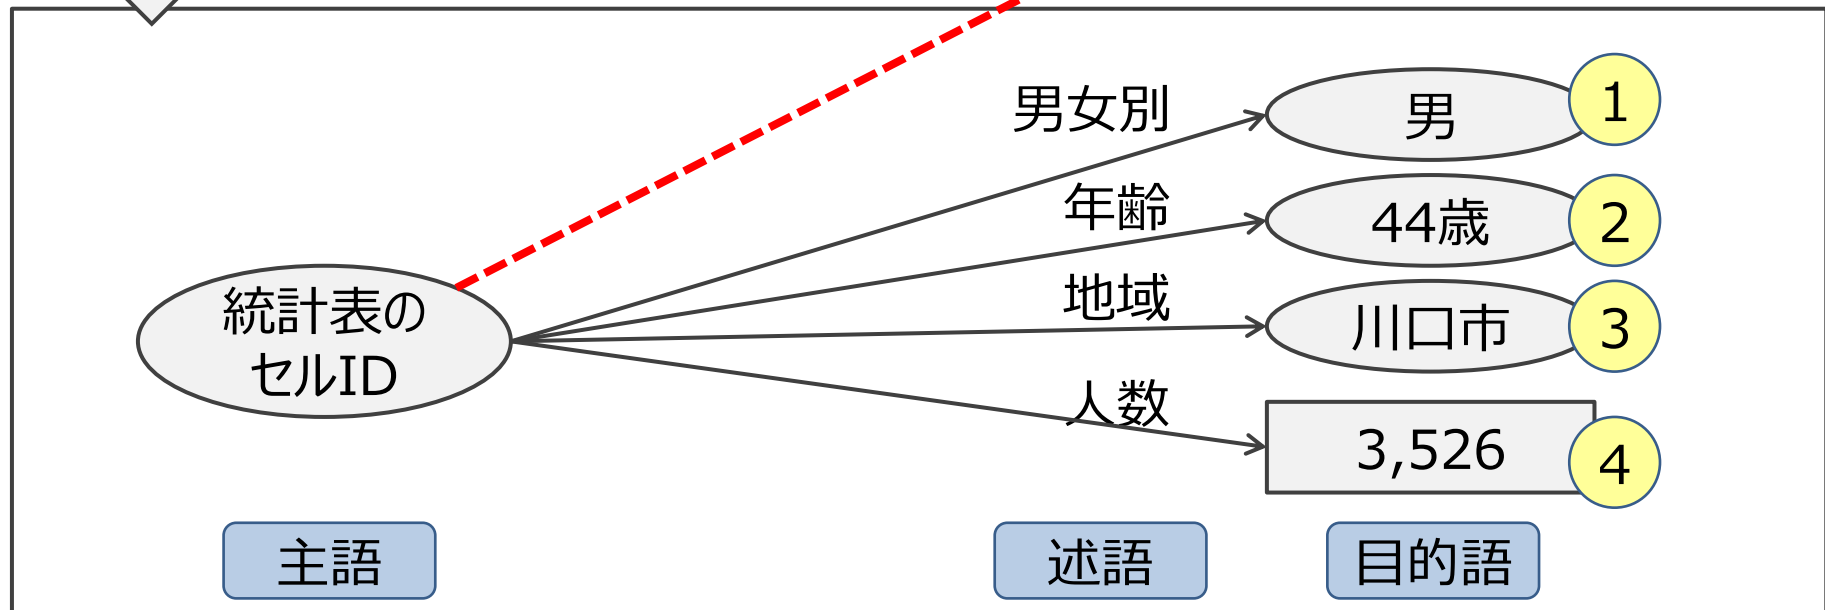 男女別
男
1
年齢
44歳
2
地域
川口市
3
統計表の
セルID
人数
3,526
4
主語
述語
目的語